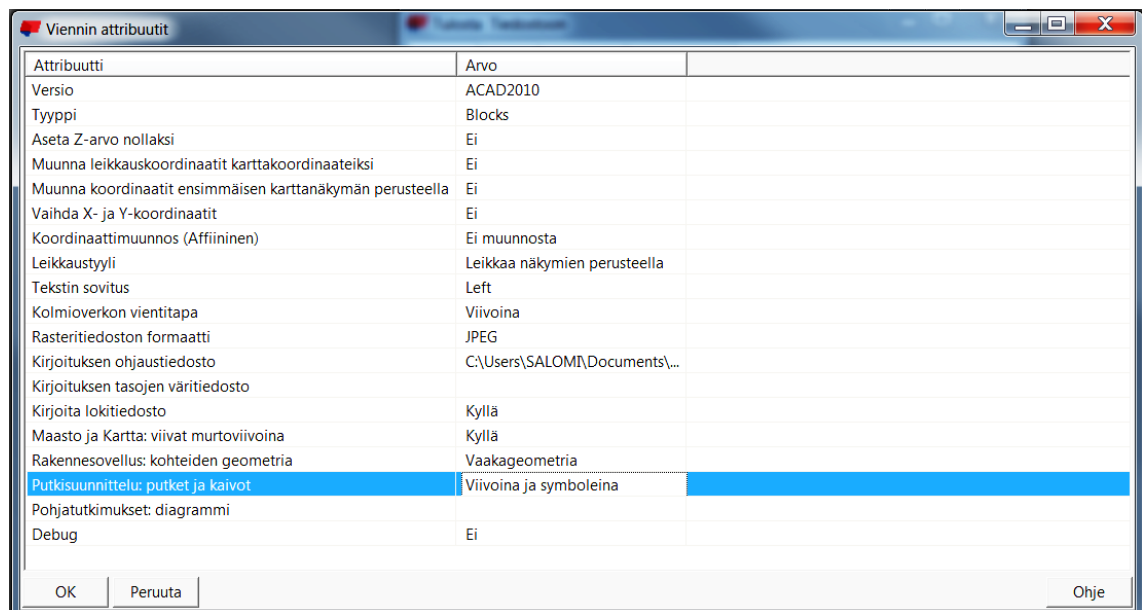 Viennin attribuutit
Attribuutti Arvo
Versio ACAD2010
Tyyppi Blocks
Aseta Z-arvo nollaksi Ei
Muunna leikkauskoordinaatit karttakoordinaateiksi Ei
Muunna koordinaatit ensimmäisen karttanäkymän perusteella Ei
Vaihda X- ja Y-koordinaatit Ei
Koordinaattimuunnos (Affiininen) Ei muunnosta
Leikkaustyyli Leikkaa näkymien perusteella
Tekstin sovitus Left
Kolmioverkon vientitapa Viivoina
Rasteritiedoston formaatti JPEG
Kirjoituksen ohjaustiedosto C:\Users\SALOMI\Documents\...
Kirjoituksen tasojen väritiedosto
Kirjoita lokitiedosto Kyllä
Maasto ja Kartta: viivat murtoviivoina Kyllä
Rakennesovellus: kohteiden geometria Vaakageometria
Putkisuunnittelu: putket ja kaivot Viivoina ja symboleina
Pohjatutkimukset: diagrammi
Debug Ei
OK Peruuta Ohje